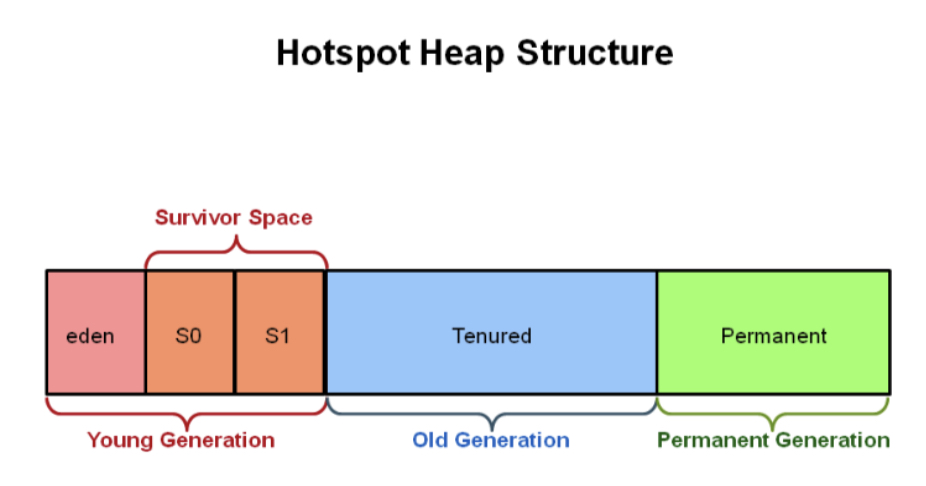 Hotspot Heap Structure
Survivor Space
eden S0 S1 Tenured Permanent
Young Generation Old Generation Permanent Generation